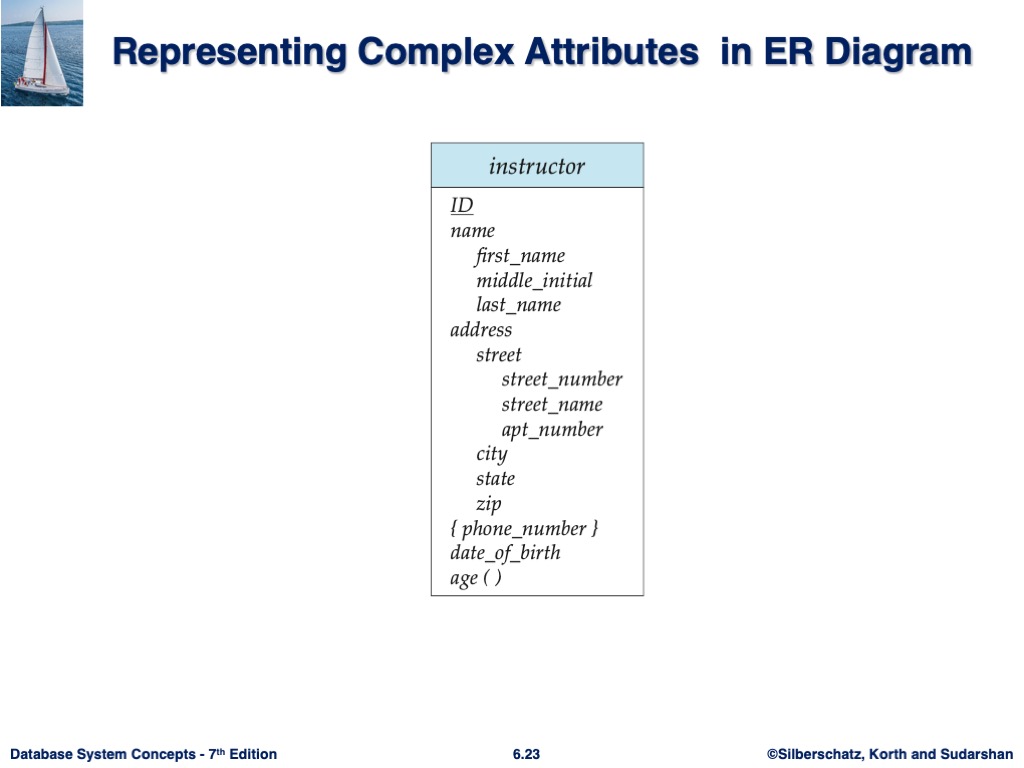 Representing Complex Attributes in ER Diagram
instructor
ID
name
first_name
middle_initial
last_name
address
street
street_number
street_name
apt_number
city
state
zip
{ phone_number }
date_of_birth
age ( )
Database System Concepts - 7th Edition
6.23
©Silberschatz, Korth and Sudarshan